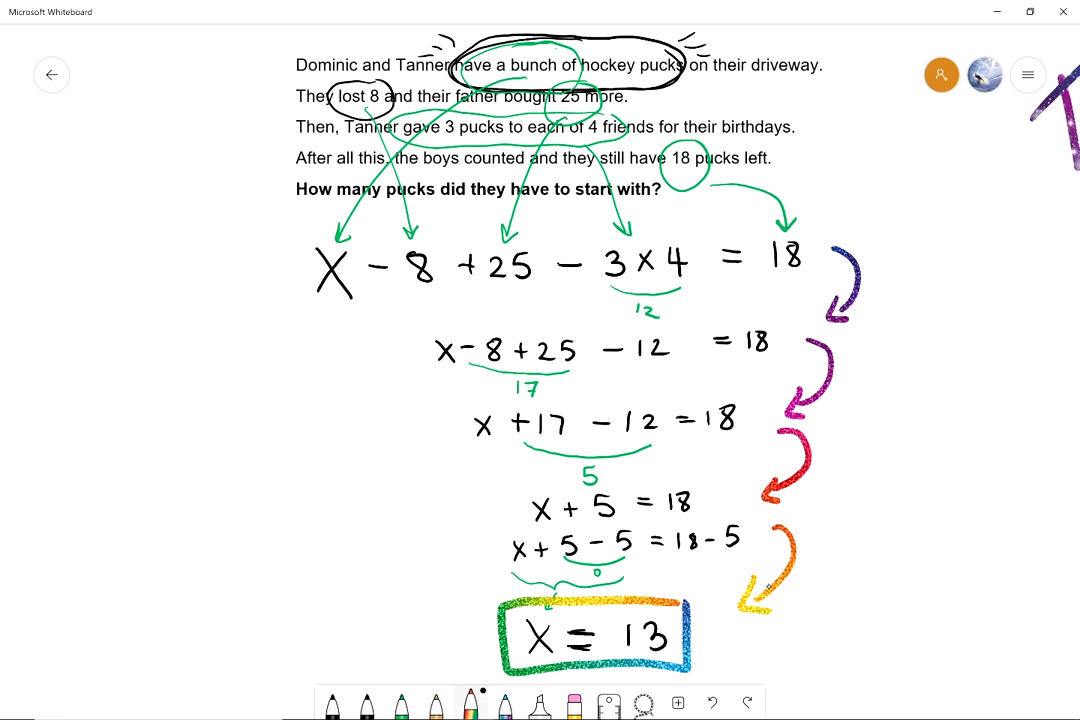 Microsoft Whiteboard
Dominic and Tanner have a bunch of hockey pucks on their driveway.
They lost 8 and their father bought 25 more.
Then, Tanner gave 3 pucks to each of 4 friends for their birthdays.
After all this, the boys counted and they still have 18 pucks left.
How many pucks did they have to start with?
X - 8 + 25 - 3 x 4 = 18
12
x - 8 + 25 - 12 = 18
17
x + 17 - 12 = 18
5
x + 5 = 18
x + 5 - 5 = 18 - 5
0
X = 13